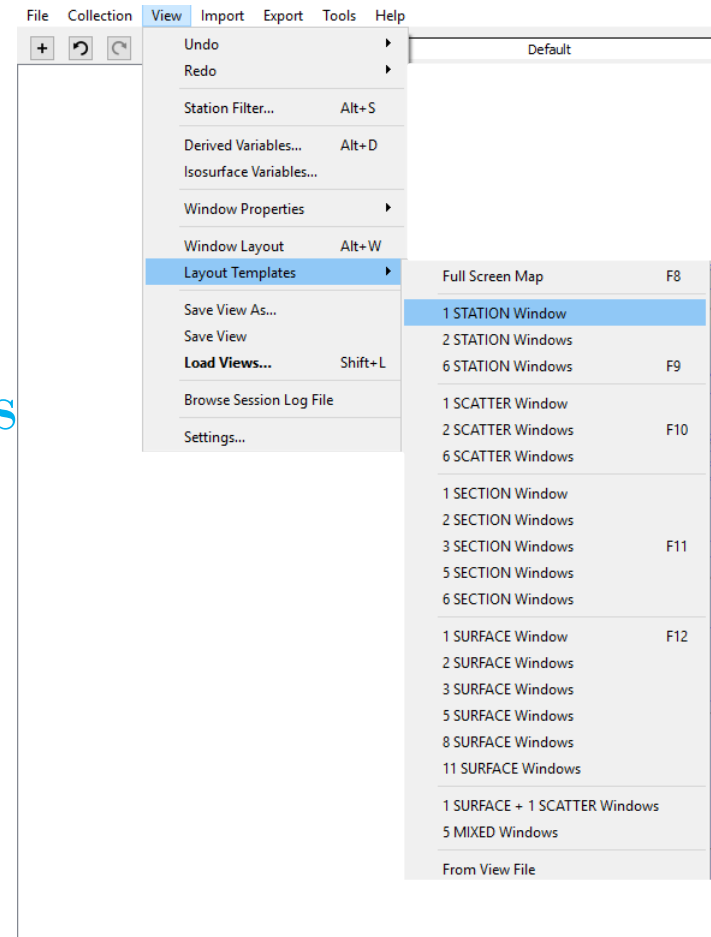 File Collection View Import Export Tools Help
+ Default
Undo
Redo
Station Filter... Alt+S
Derived Variables... Alt+D
Isosurface Variables...
Window Properties
Window Layout Alt+W
Layout Templates
Save View As...
Save View
Load Views... Shift+L
Browse Session Log File
Settings...
s
Full Screen Map F8
1 STATION Window
2 STATION Windows
6 STATION Windows F9
1 SCATTER Window
2 SCATTER Windows F10
6 SCATTER Windows
1 SECTION Window
2 SECTION Windows
3 SECTION Windows F11
5 SECTION Windows
6 SECTION Windows
1 SURFACE Window F12
2 SURFACE Windows
3 SURFACE Windows
5 SURFACE Windows
8 SURFACE Windows
11 SURFACE Windows
1 SURFACE + 1 SCATTER Windows
5 MIXED Windows
From View File